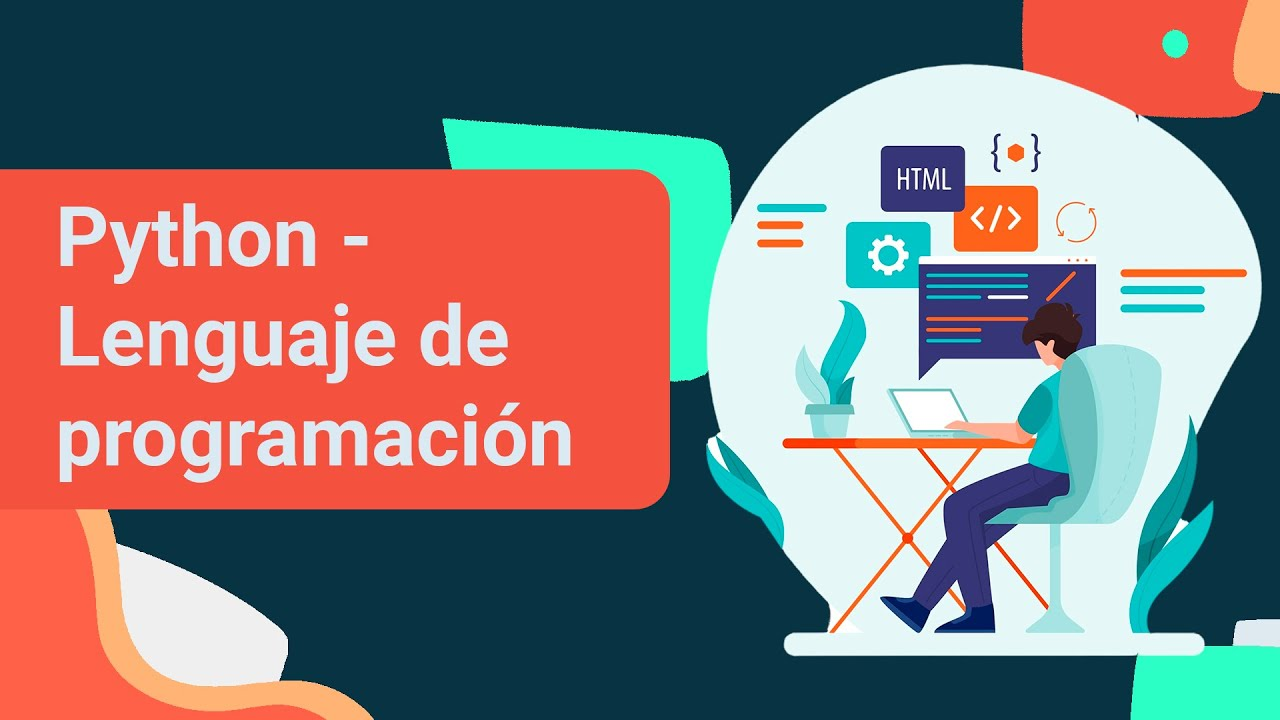 Python -
Lenguaje de
programación
HTML
{ }
</>